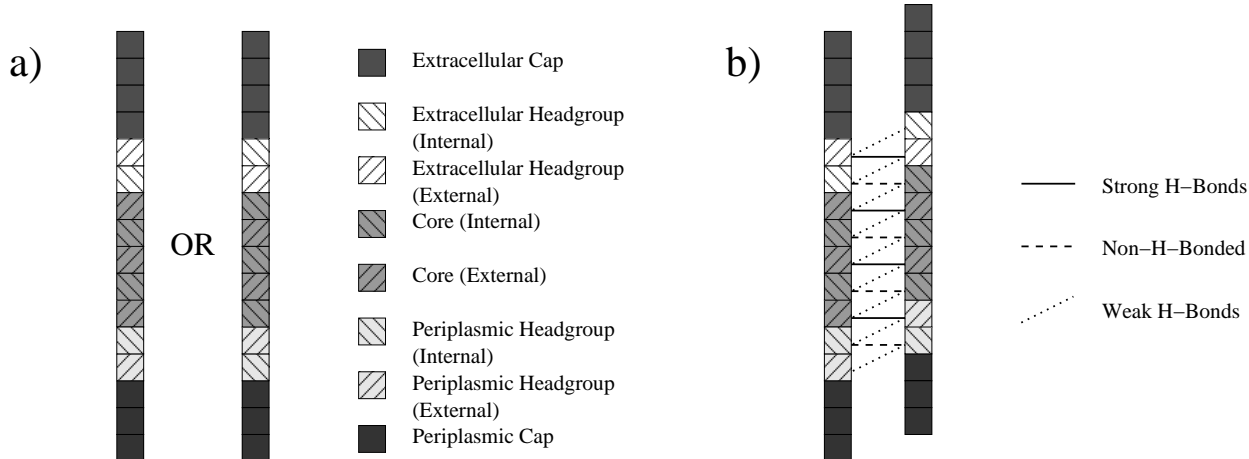 a)
OR
Extracellular Cap
Extracellular Headgroup
(Internal)
Extracellular Headgroup
(External)
Core (Internal)
Core (External)
Periplasmic Headgroup
(Internal)
Periplasmic Headgroup
(External)
Periplasmic Cap
b)
Strong H−Bonds
Non−H−Bonded
Weak H−Bonds